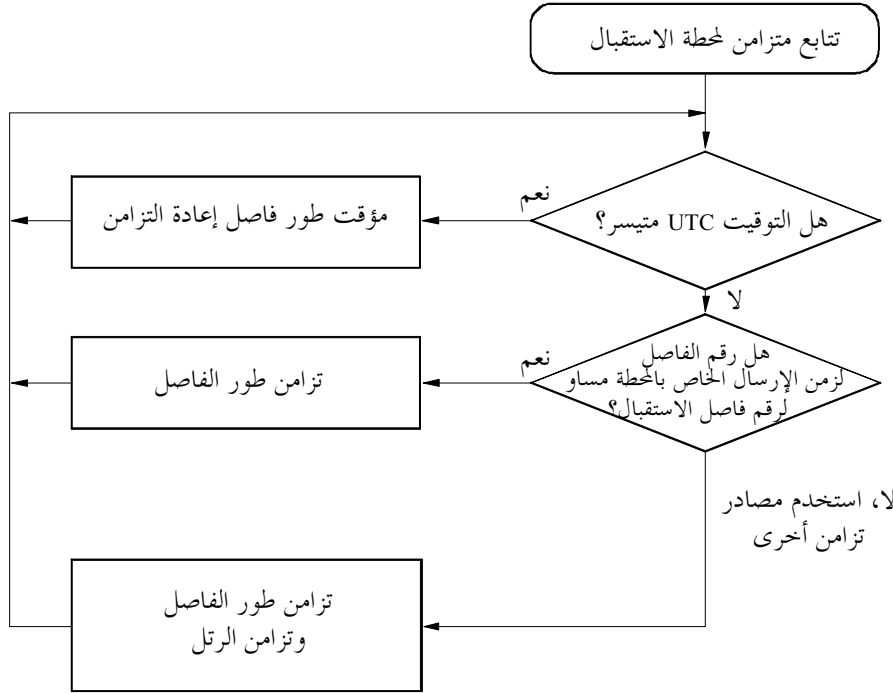 تتابع متزامن لمحطة الاستقبال
نعم
مؤقت طور فاصل إعادة التزامن
هل التوقيت UTC متيسر؟
لا
هل رقم الفاصل
لزمن الإرسال الخاص بالمحطة مساو
لرقم فاصل الاستقبال؟
نعم
تزامن طور الفاصل
لا، استخدم مصادر
تزامن أخرى
تزامن طور الفاصل
وتزامن الرتل